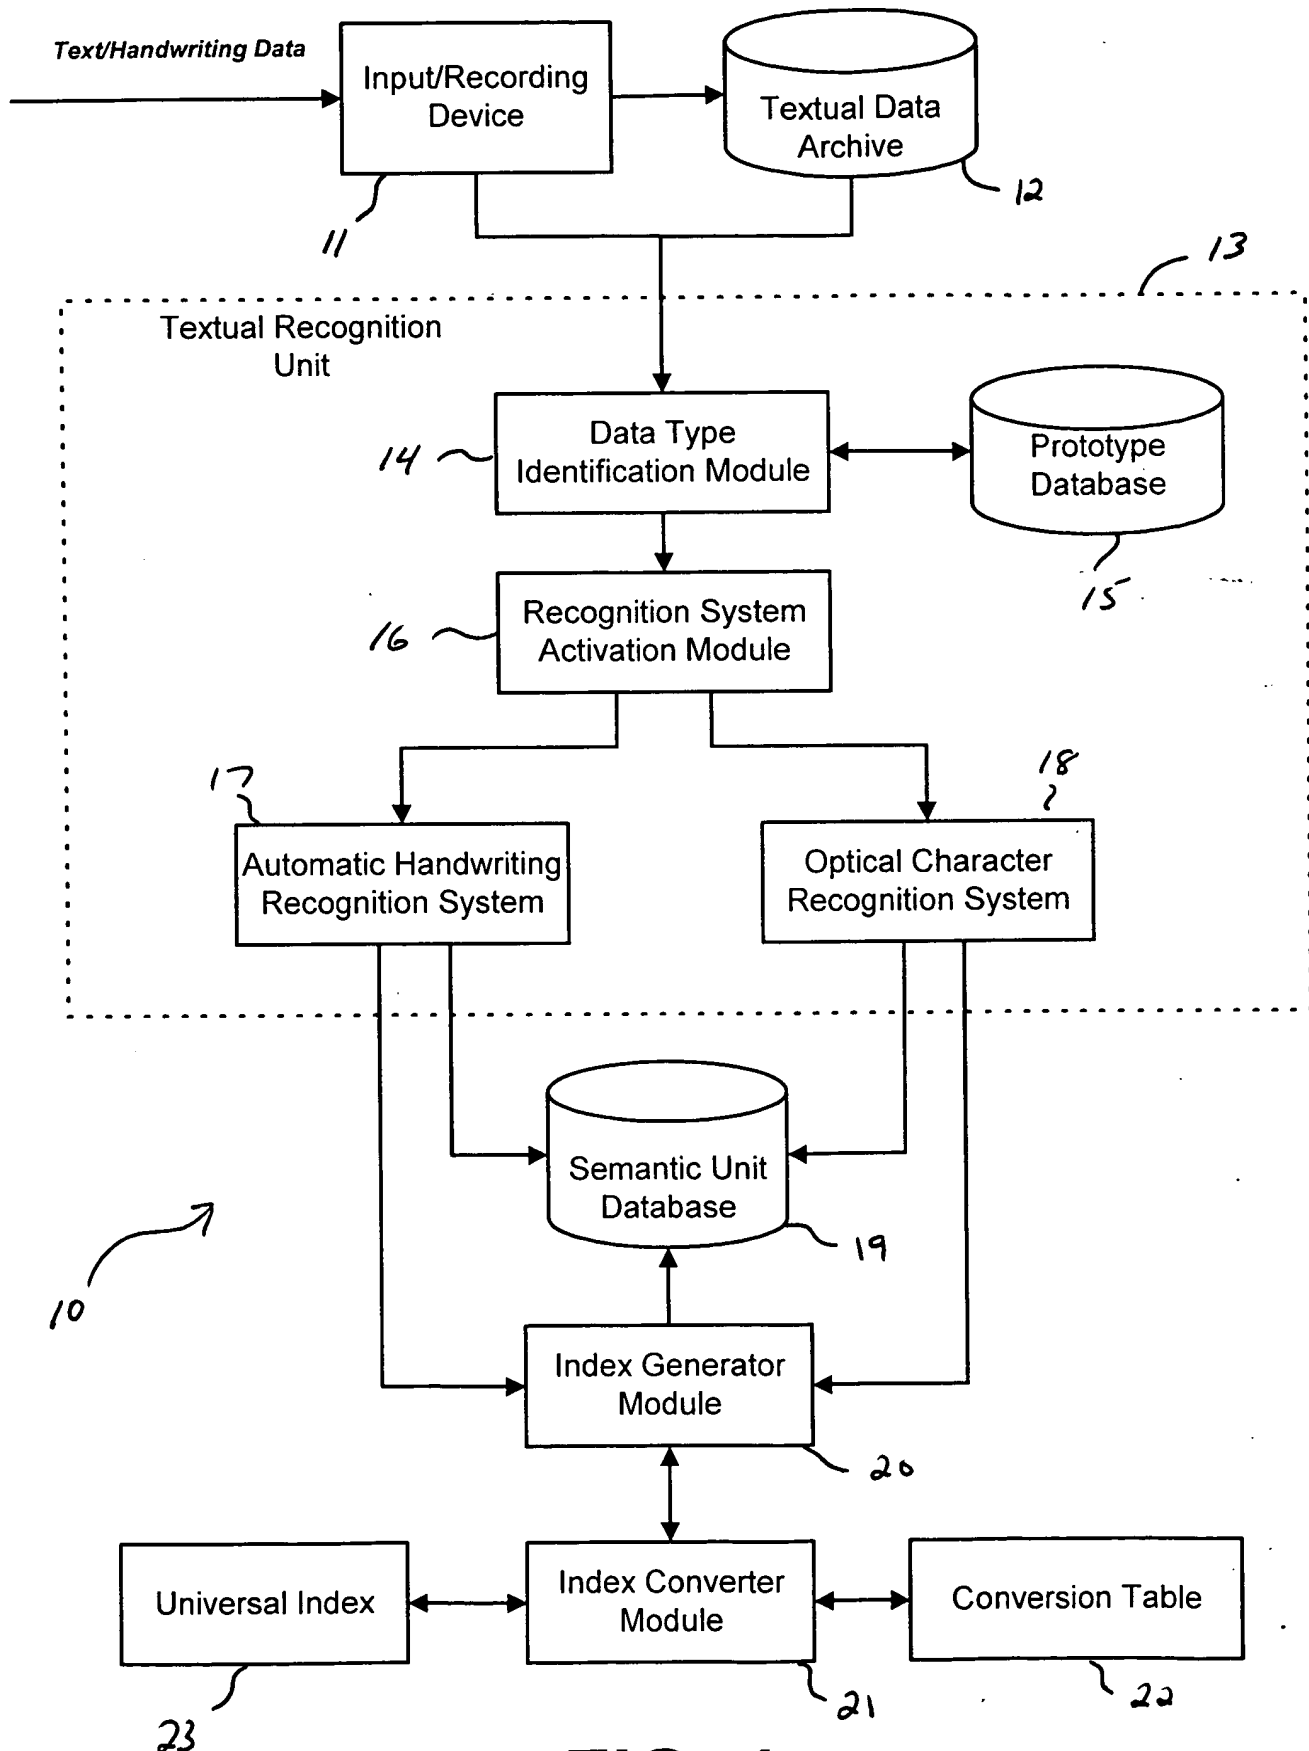 Text/Handwriting Data
Input/Recording
Device
Textual Data
Archive
11
12
13
Textual Recognition
Unit
Data Type
Identification Module
14
Prototype
Database
15
Recognition System
Activation Module
16
17
18
Automatic Handwriting
Recognition System
Optical Character
Recognition System
Semantic Unit
Database
19
10
Index Generator
Module
20
Universal Index
Index Converter
Module
Conversion Table
23
21
22